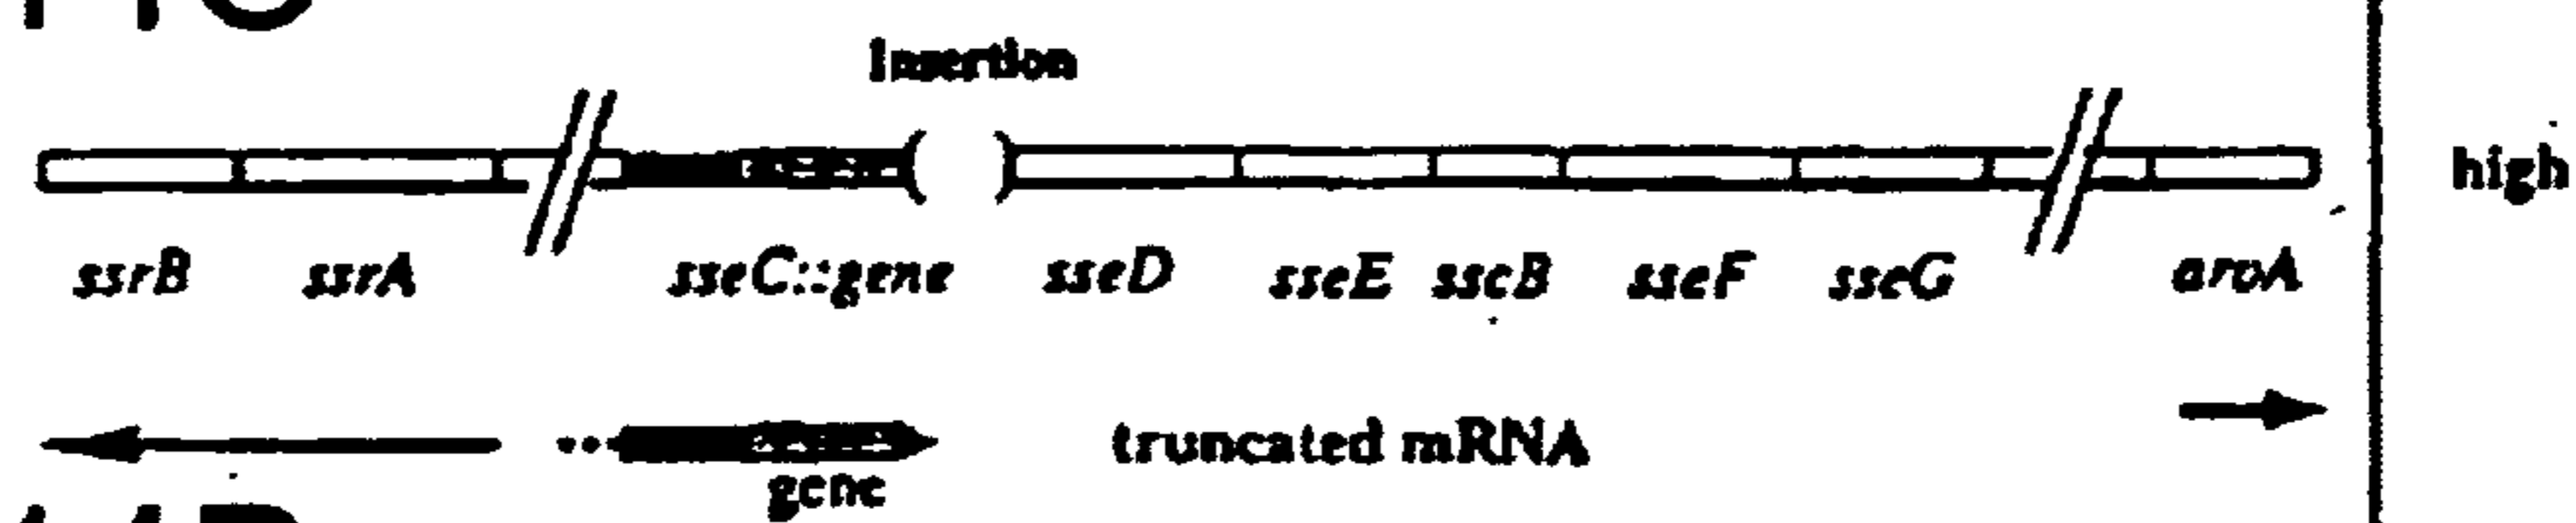 Insertion
high
ssrB ssrA sseC::gene sseD sseE sscB sseF sseG aroA
truncated mRNA
gene